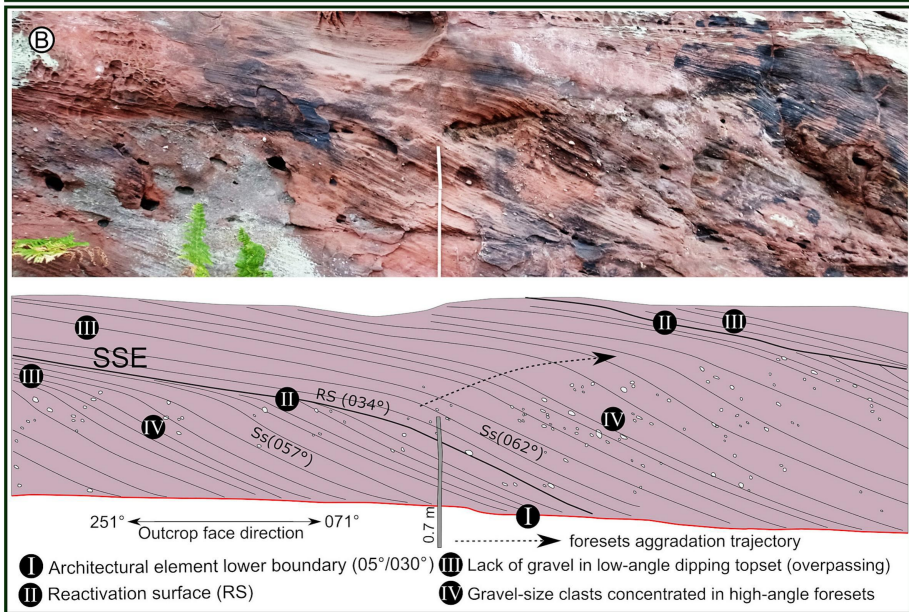 B
III
II
III
SSE
III
II
RS (034°)
IV
IV
Ss(057°)
Ss(062°)
0.7 m
I
251° 071°
Outcrop face direction
foresets aggradation trajectory
I Architectural element lower boundary (05°/030°)
III Lack of gravel in low-angle dipping topset (overpassing)
II Reactivation surface (RS)
IV Gravel-size clasts concentrated in high-angle foresets